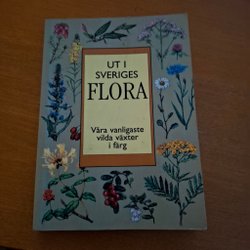 UT I
SVERIGES
FLORA
Våra vanligaste
vilda växter
i färg